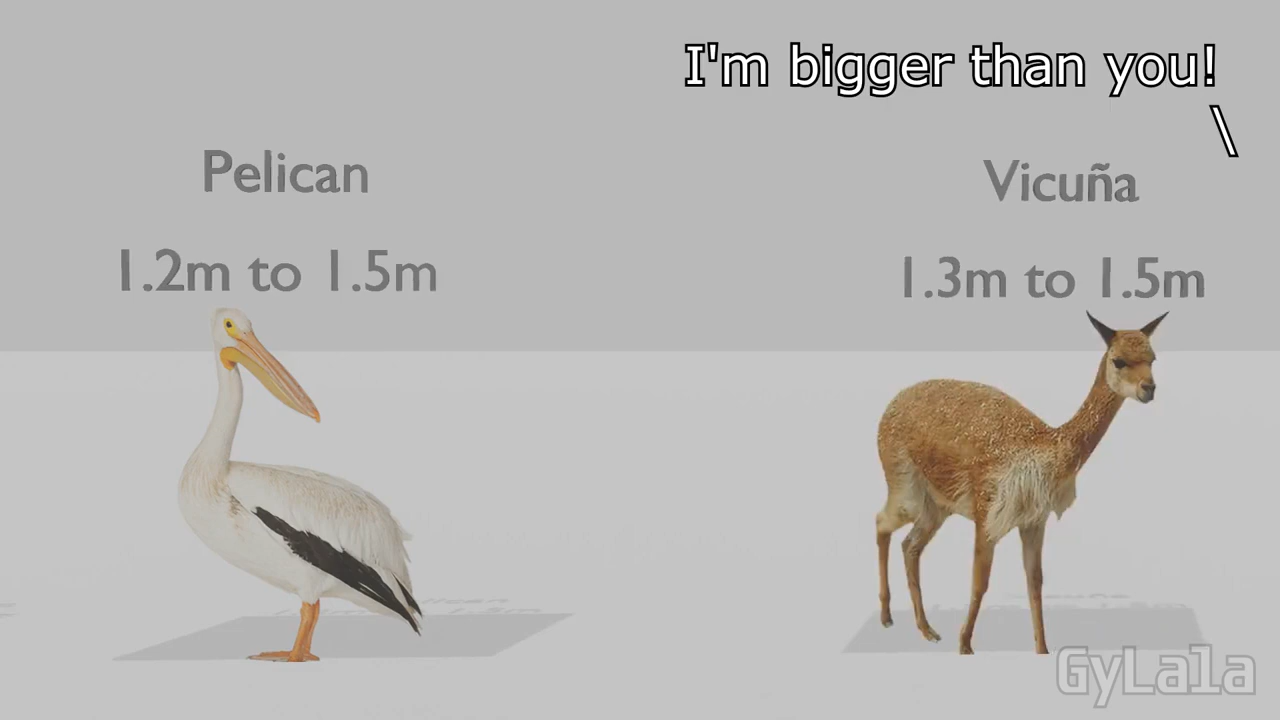 I'm bigger than you!
\
Pelican
1.2m to 1.5m
Vicuña
1.3m to 1.5m
GyLala